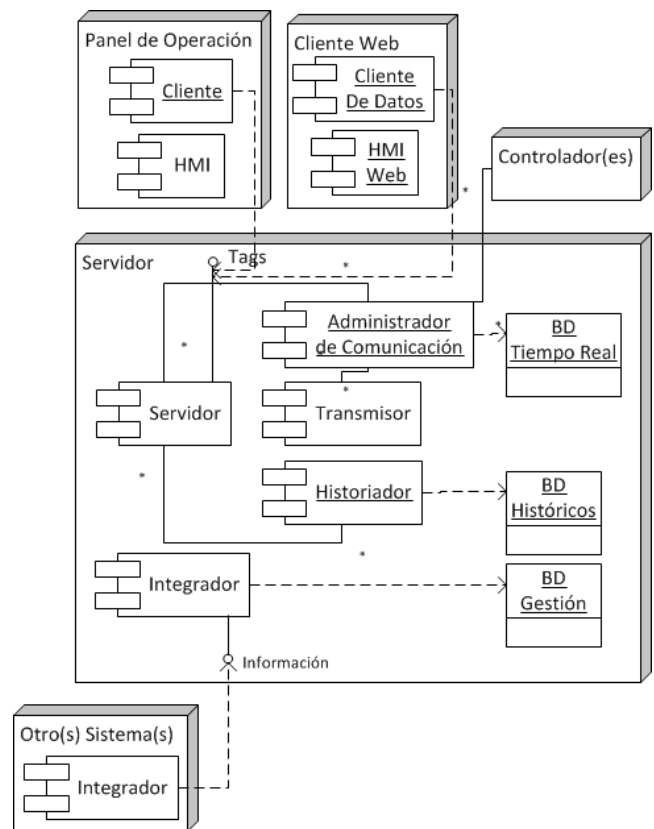 Panel de Operación
Cliente
HMI
Cliente Web
Cliente
De Datos
HMI
Web
*
Controlador(es)
Servidor
Tags
*
Administrador
de Comunicación
*
*
BD
Tiempo Real
*
*
Servidor
Transmisor
*
Historiador
BD
Históricos
*
Integrador
BD
Gestión
Información
Otro(s) Sistema(s)
Integrador